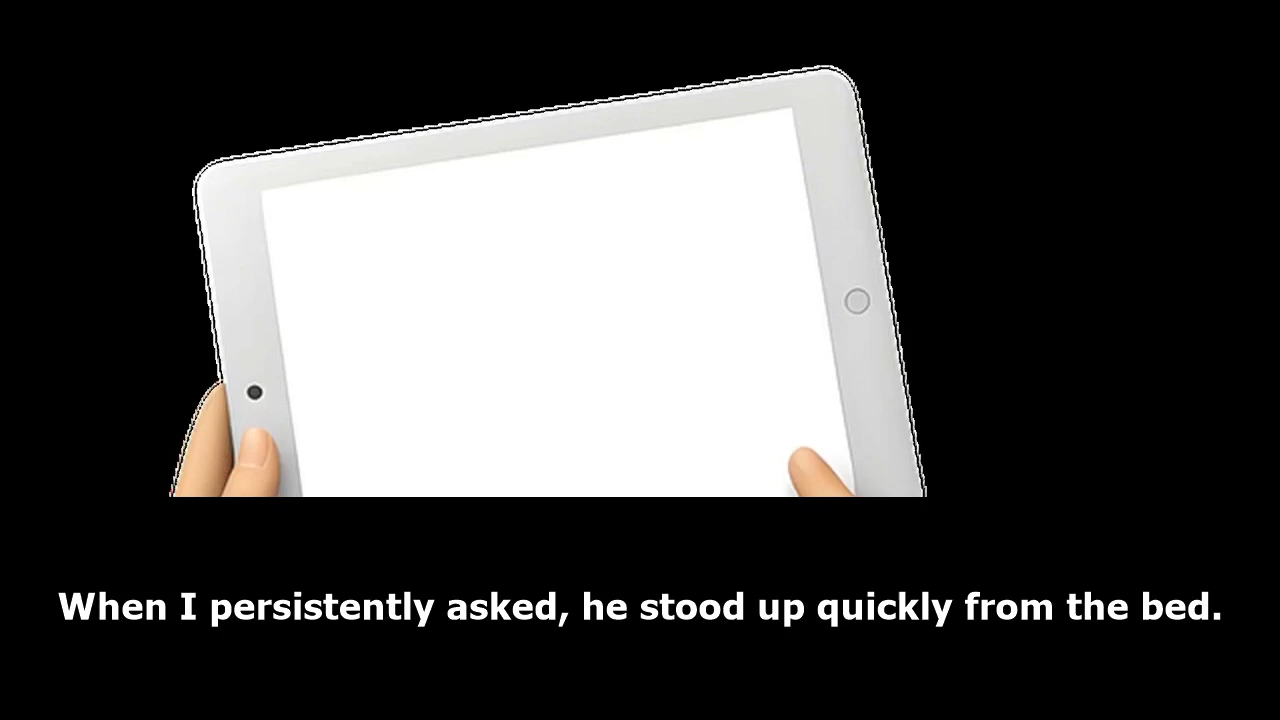 When I persistently asked, he stood up quickly from the bed.